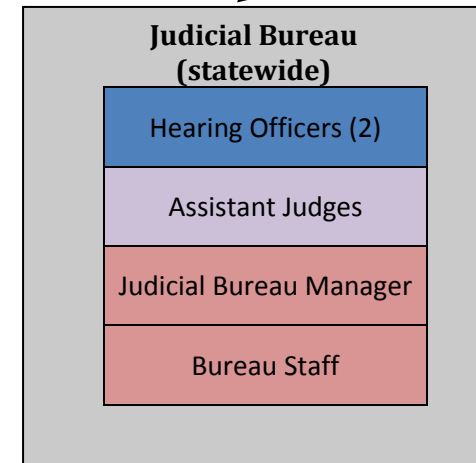 Judicial Bureau
(statewide)
Hearing Officers (2)
Assistant Judges
Judicial Bureau Manager
Bureau Staff